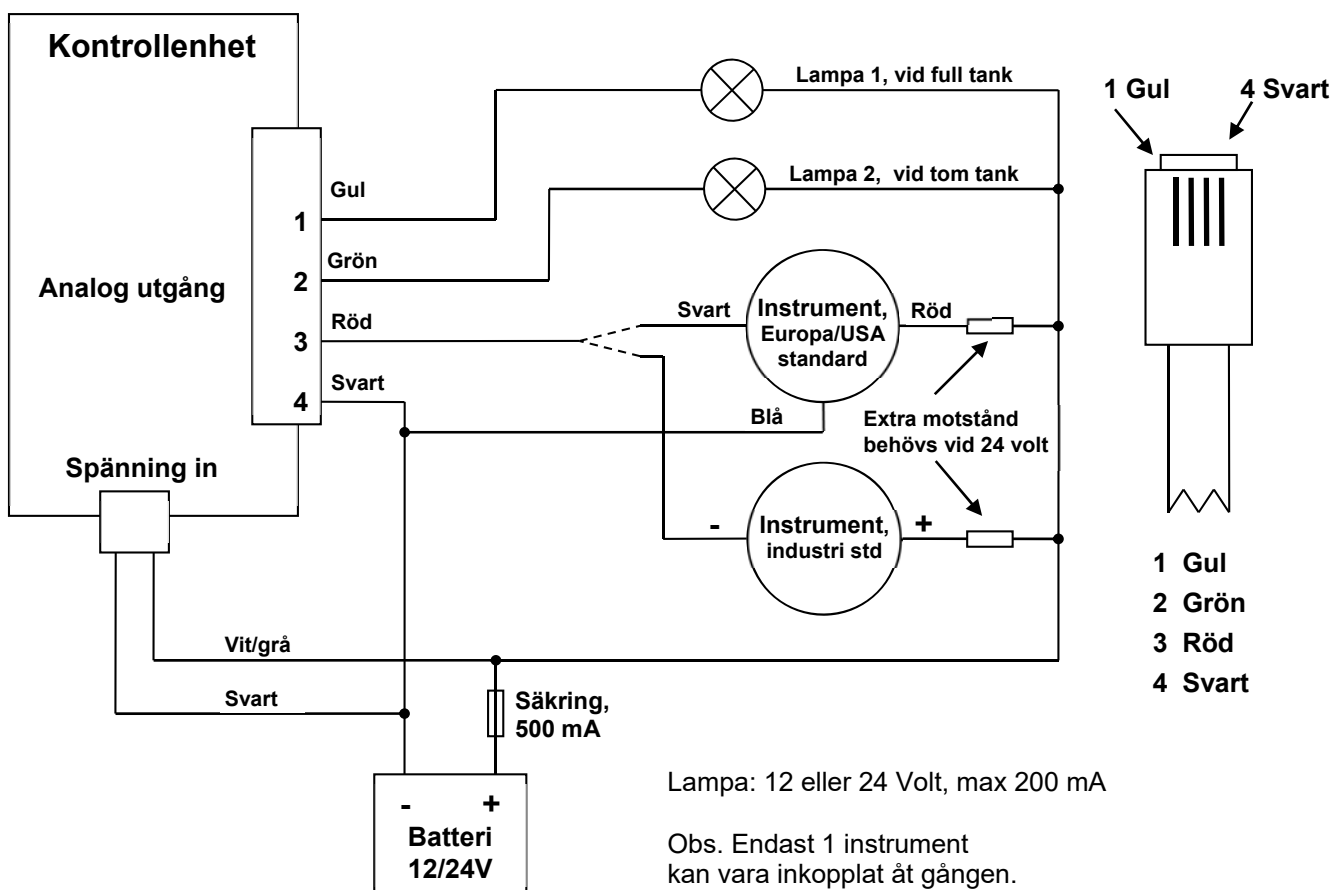 Kontrollenhet
Lampa 1, vid full tank
1 Gul
4 Svart
Lampa 2, vid tom tank
Gul
1
Grön
2
Analog utgång
Röd
3
Svart
4
Svart
Instrument,
Europa/USA
standard
Röd
Blå
Extra motstånd
behövs vid 24 volt
Spänning in
-
Instrument,
industri std
+
1 Gul
2 Grön
3 Röd
4 Svart
Vit/grå
Svart
Säkring,
500 mA
- +
Batteri
12/24V
Lampa: 12 eller 24 Volt, max 200 mA
Obs. Endast 1 instrument
kan vara inkopplat åt gången.